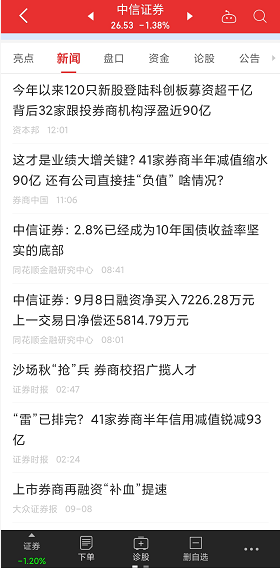 中信证券
26.53 -1.38%
亮点 新闻 盘口 资金 论股 公告
今年以来120只新股登陆科创板募资超千亿
背后32家跟投券商机构浮盈近90亿
资本邦 12:01
这才是业绩大增关键? 41家券商半年减值缩水
90亿 还有公司直接挂“负值” 啥情况?
券商中国 11:06
中信证券: 2.8%已经成为10年国债收益率坚
实的底部
同花顺金融研究中心 08:41
中信证券: 9月8日融资净买入7226.28万元
上一交易日净偿还5814.79万元
同花顺金融研究中心 08:01
沙场秋“抢”兵 券商校招广揽人才
证券时报 02:47
“雷”已排完? 41家券商半年信用减值锐减93
亿
证券时报 02:24
上市券商再融资“补血”提速
大众证券报 09-08
证券 下单 诊股 删自选 更多
-1.20%